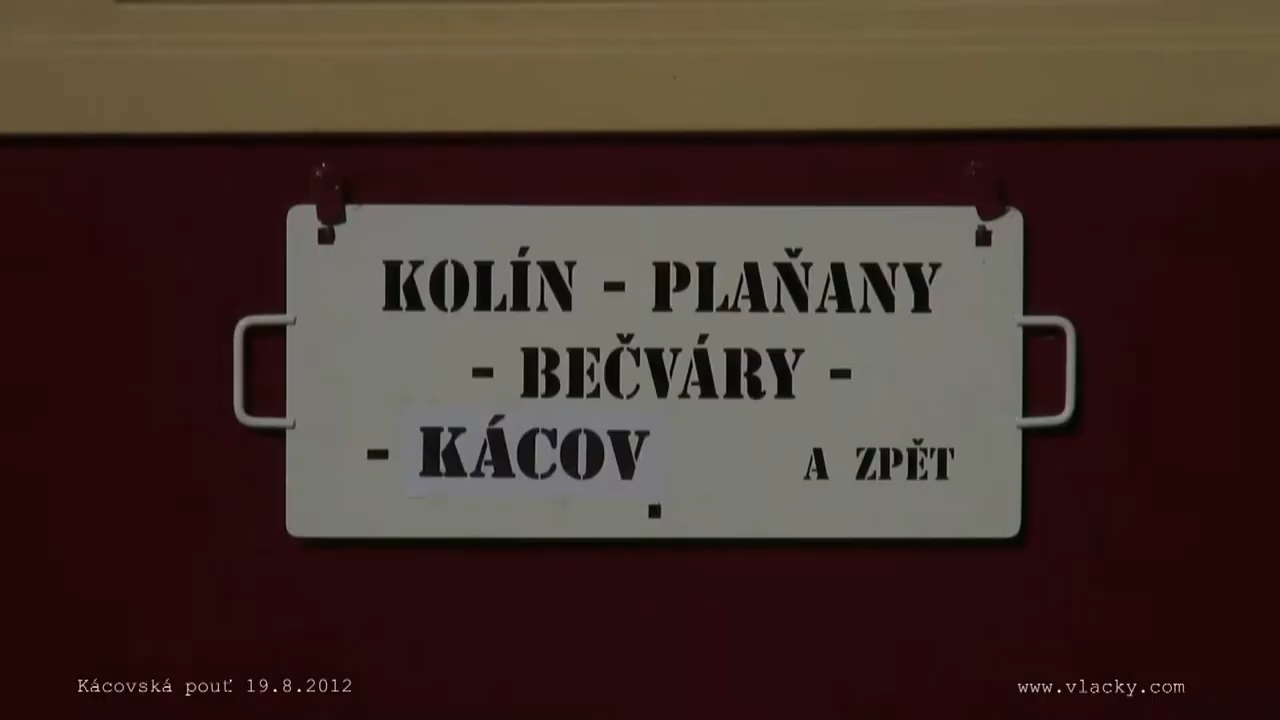 KOLÍN - PLAŇANY
- BEČVÁRY -
- KÁCOV A ZPĚT
Kácovská pouť 19.8.2012
www.vlacky.com